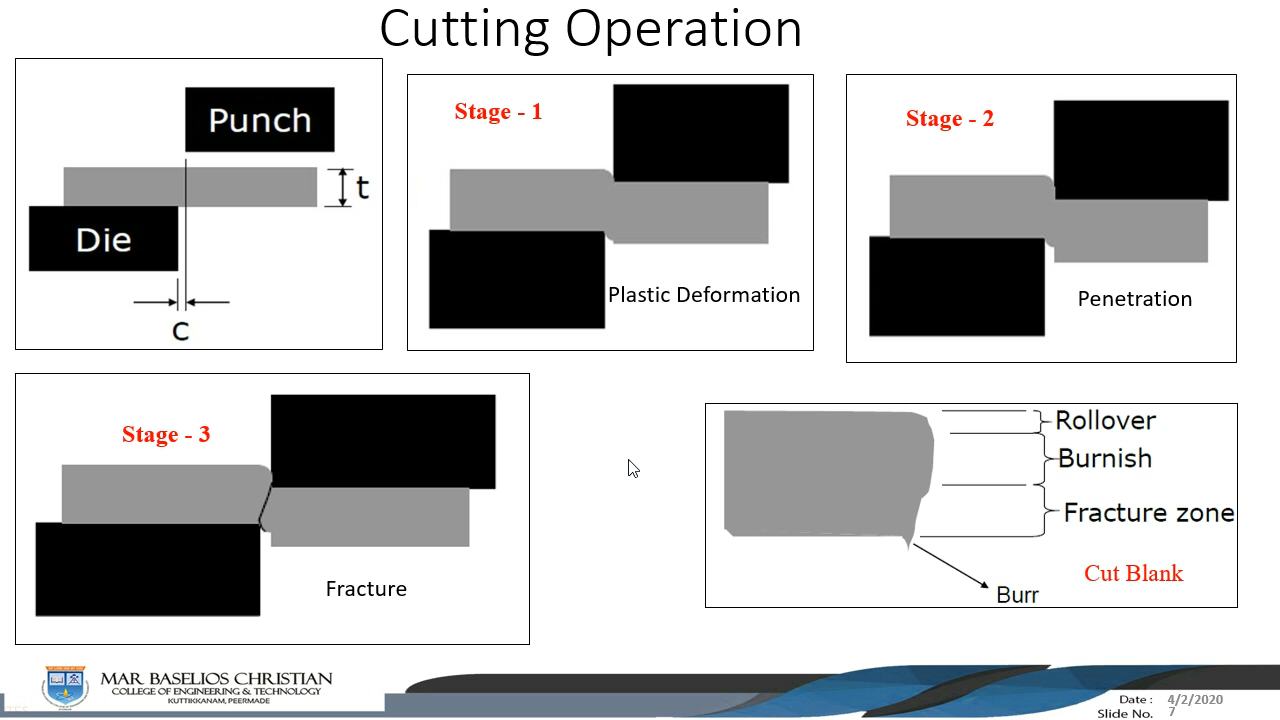 Cutting Operation
Punch
t
Die
C
Stage - 1
Plastic Deformation
Stage - 2
Penetration
Stage - 3
Fracture
Rollover
Burnish
Fracture zone
Cut Blank
Burr
MAR BASELIOS CHRISTIAN
COLLEGE OF ENGINEERING & TECHNOLOGY
KUTTIKKANAM, PEERMADE
Date : 4/2/2020
Slide No. 7